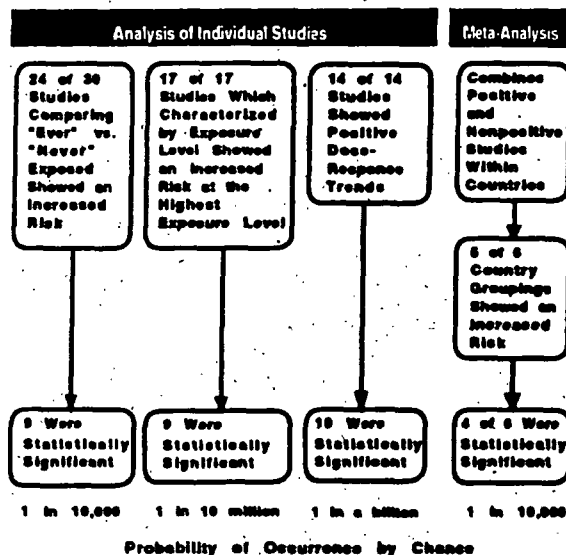 Analysis of Individual Studies
Meta-Analysis
24 of 30
Studies
Comparing
"Ever" vs.
"Never"
Exposed
Showed an
Increased
Risk
17 of 17
Studies Which
Characterized
by Exposure
Level Showed
an Increased
Risk at the
Highest
Exposure Level
14 of 14
Studies
Showed
Positive
Dose-
Response
Trends
Combines
Positive
and
Nonpositive
Studies
Within
Countries
5 of 6
Country
Groupings
Showed an
Increased
Risk
9 Were
Statistically
Significant
9 Were
Statistically
Significant
10 Were
Statistically
Significant
4 of 6 Were
Statistically
Significant
1 in 10,000
1 in 10 million
1 in a billion
1 in 10,000
Probability of Occurrence by Chance